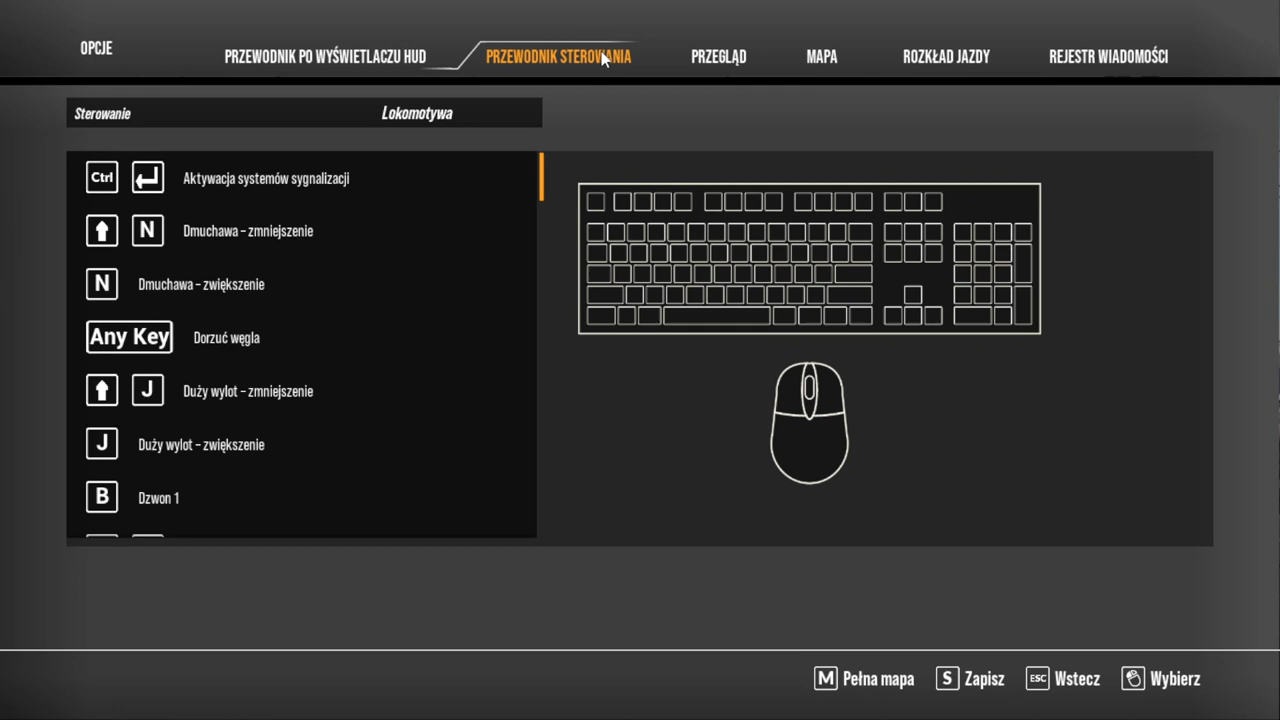 OPCJE
PRZEWODNIK PO WYŚWIETLACZU HUD
PRZEWODNIK STEROWANIA
PRZEGLĄD
MAPA
ROZKŁAD JAZDY
REJESTR WIADOMOŚCI
Sterowanie Lokomotywa
Ctrl Aktywacja systemów sygnalizacji
N Dmuchawa – zmniejszenie
N Dmuchawa – zwiększenie
Any Key Dorzuć węgla
J Duży wylot – zmniejszenie
J Duży wylot – zwiększenie
B Dzwon 1
M Pełna mapa
S Zapisz
ESC Wstecz
Wybierz